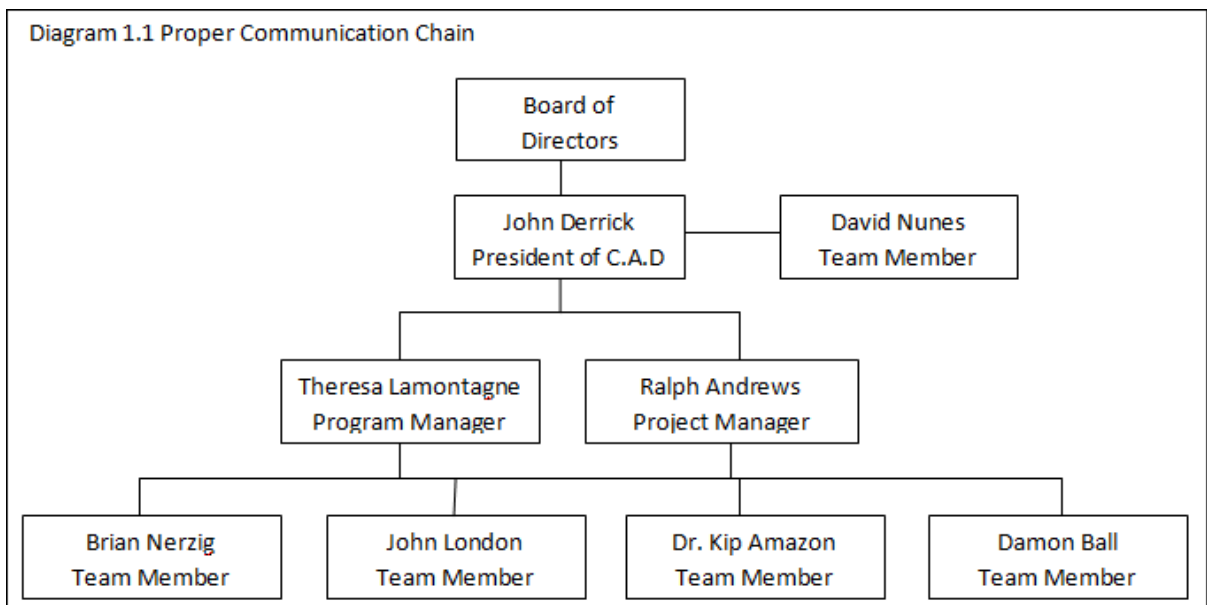 Diagram 1.1 Proper Communication Chain
Board of
Directors
John Derrick
President of C.A.D
David Nunes
Team Member
Theresa Lamontagne
Program Manager
Ralph Andrews
Project Manager
Brian Nerzig
Team Member
John London
Team Member
Dr. Kip Amazon
Team Member
Damon Ball
Team Member